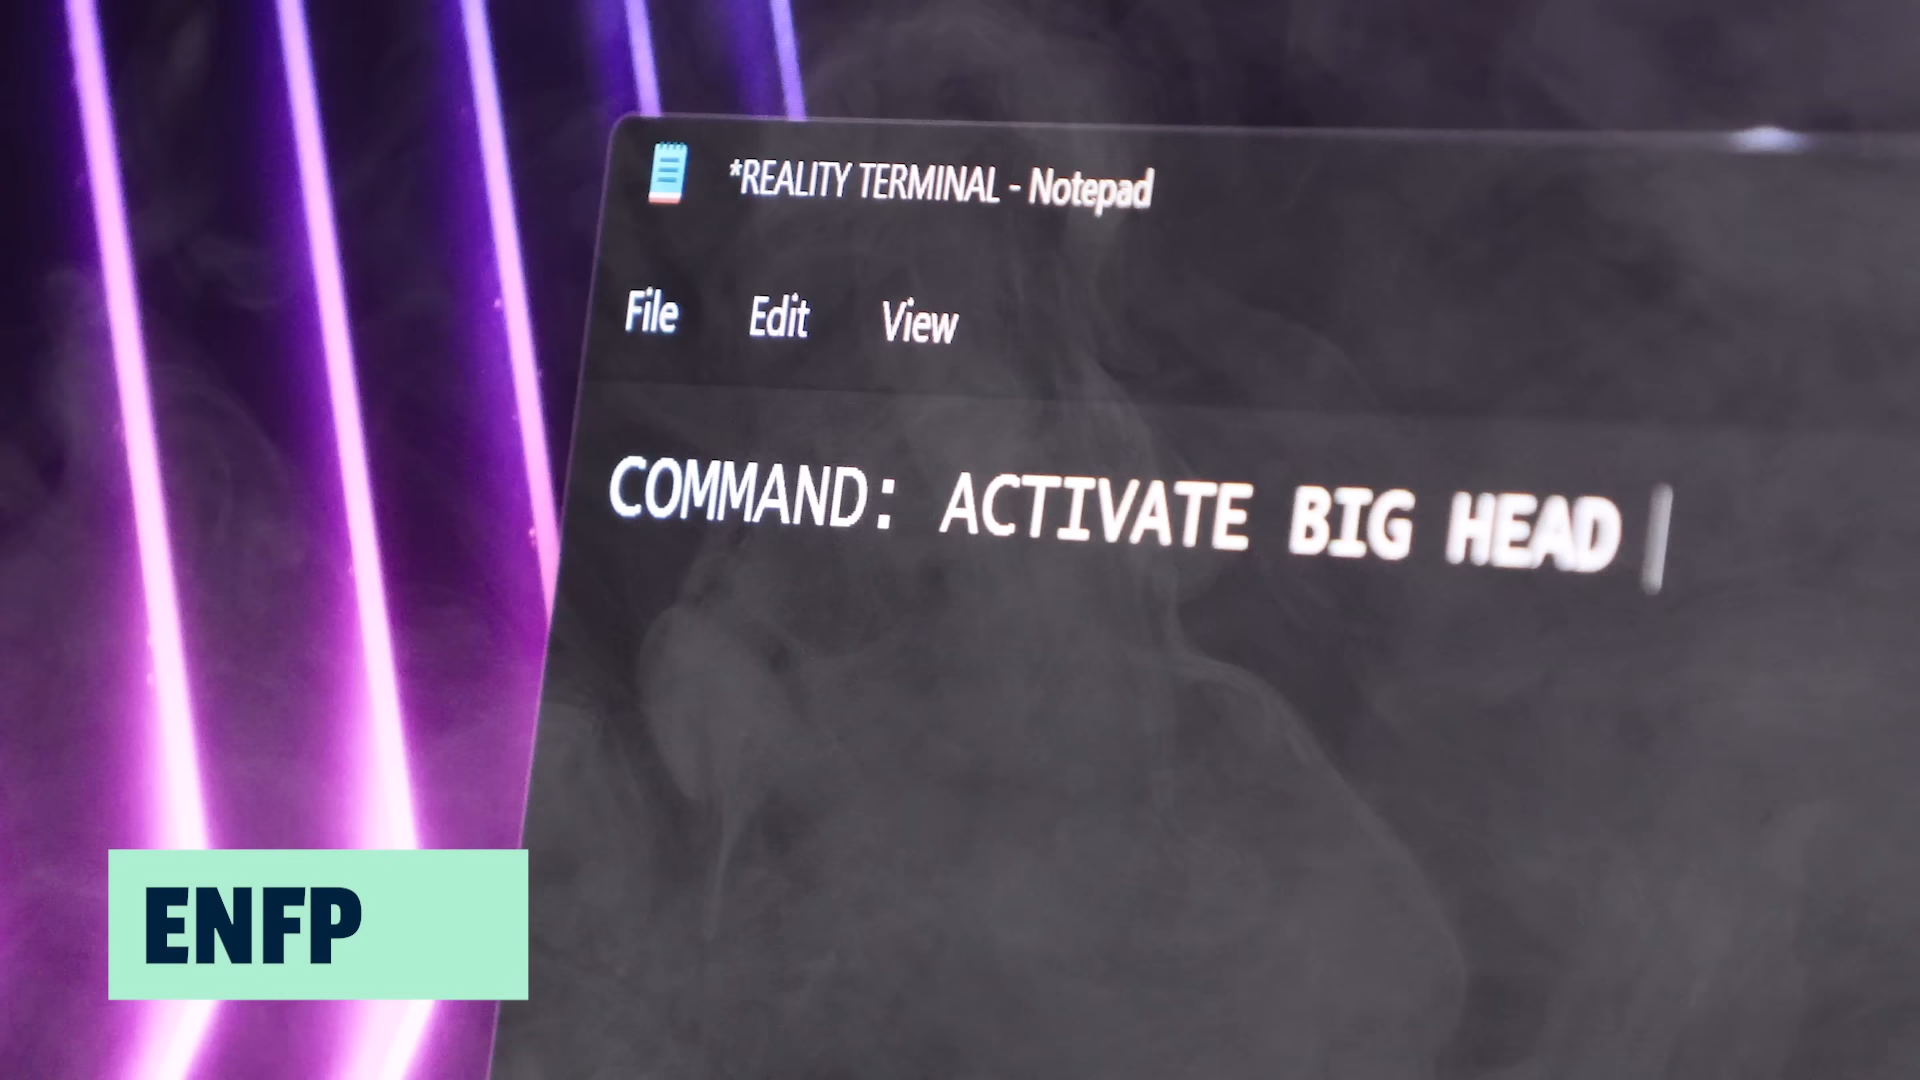 *REALITY TERMINAL - Notepad
File Edit View
COMMAND: ACTIVATE BIG HEAD
ENFP